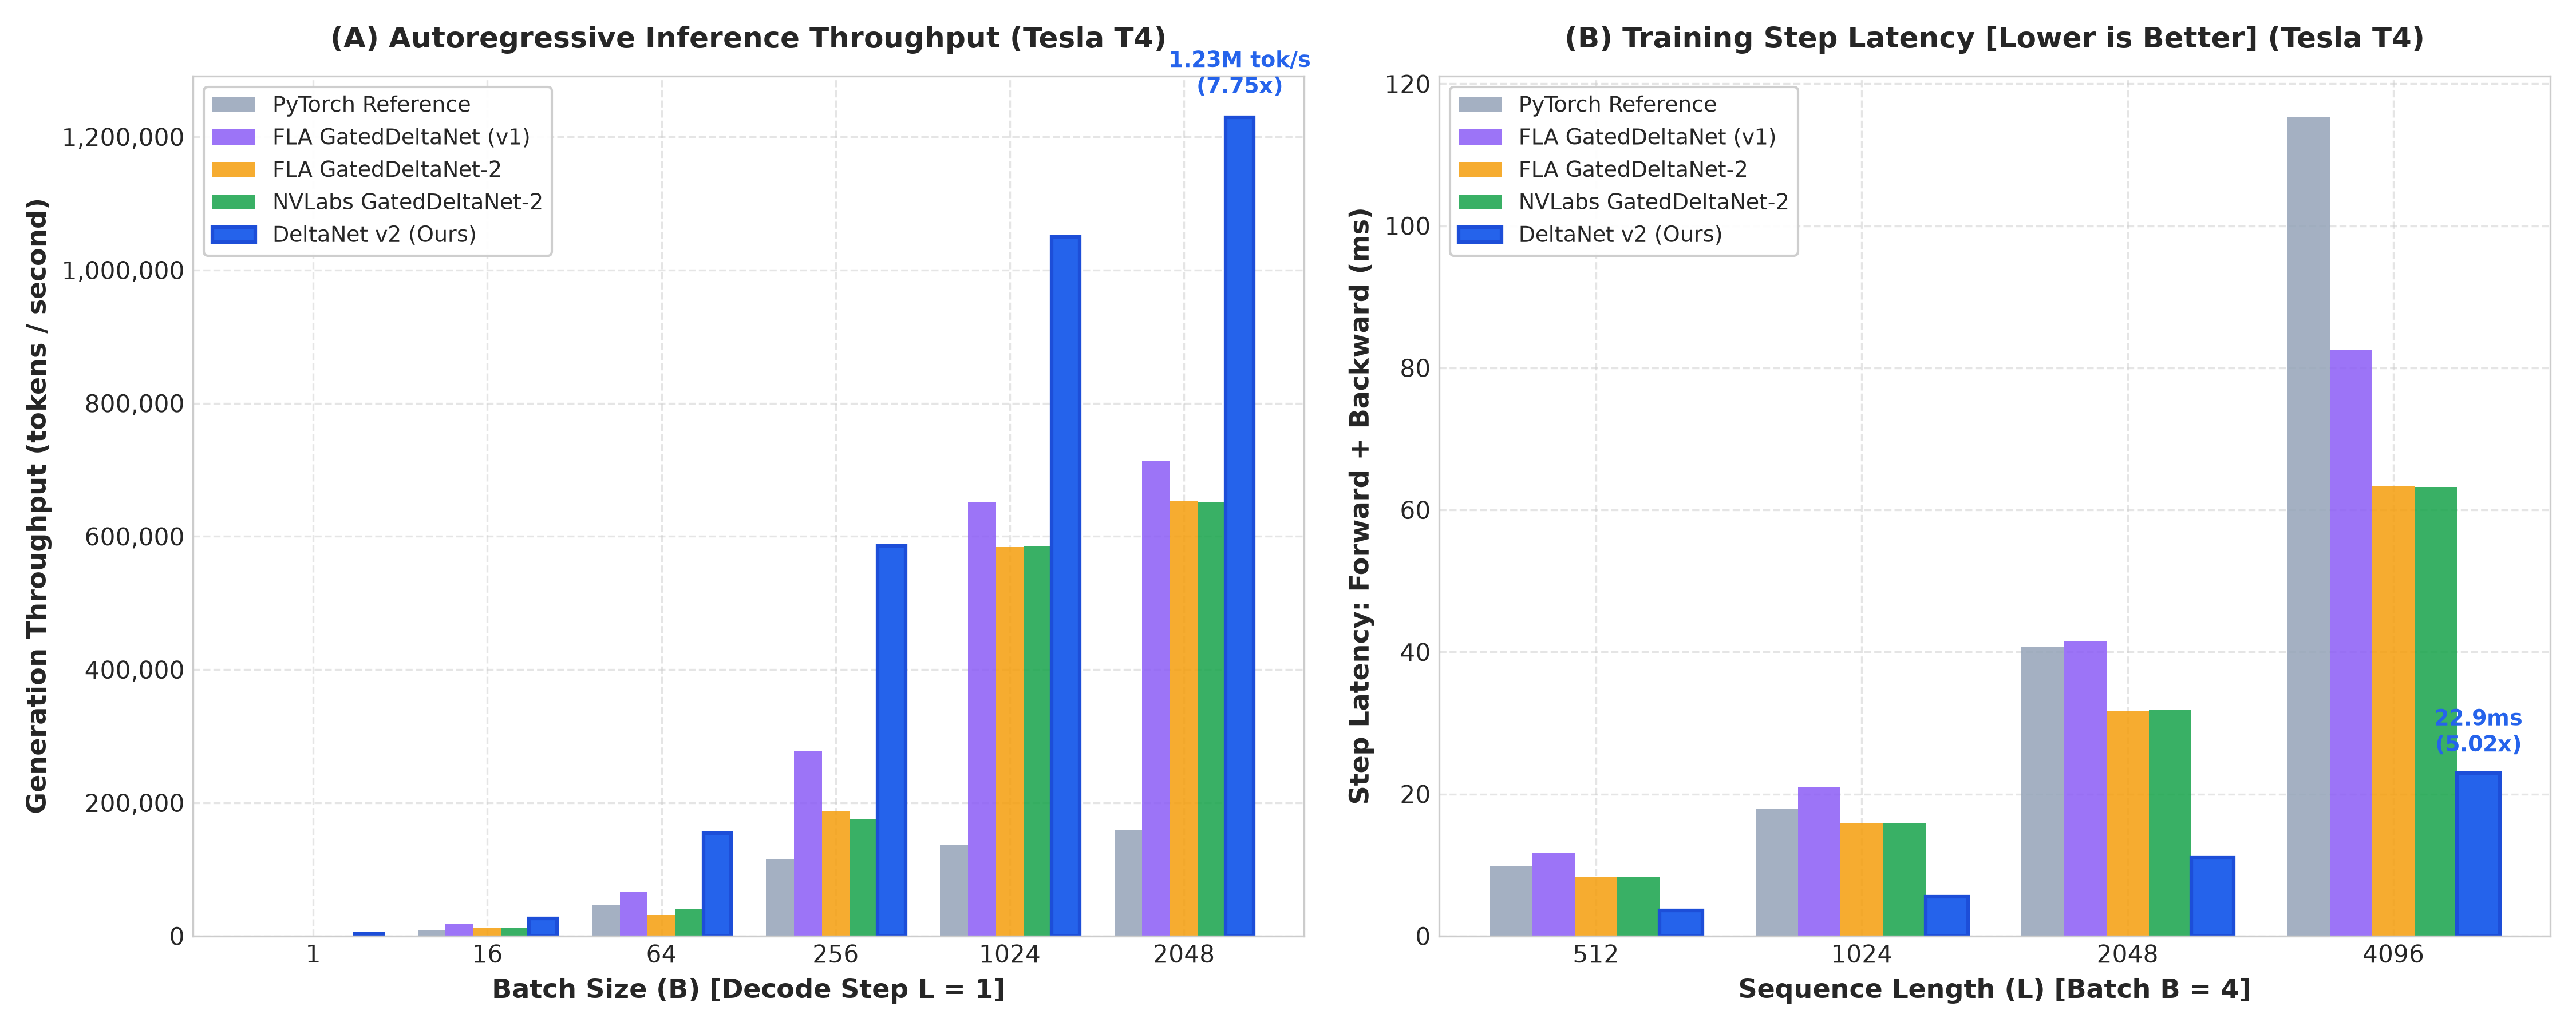 (A) Autoregressive Inference Throughput (Tesla T4)
1.23M tok/s
(7.75x)
PyTorch Reference
FLA GatedDeltaNet (v1)
FLA GatedDeltaNet-2
NVLabs GatedDeltaNet-2
DeltaNet v2 (Ours)
Generation Throughput (tokens / second)
1,200,000
1,000,000
800,000
600,000
400,000
200,000
0
1 16 64 256 1024 2048
Batch Size (B) [Decode Step L = 1]
(B) Training Step Latency [Lower is Better] (Tesla T4)
PyTorch Reference
FLA GatedDeltaNet (v1)
FLA GatedDeltaNet-2
NVLabs GatedDeltaNet-2
DeltaNet v2 (Ours)
Step Latency: Forward + Backward (ms)
120
100
80
60
40
20
0
22.9ms
(5.02x)
512 1024 2048 4096
Sequence Length (L) [Batch B = 4]